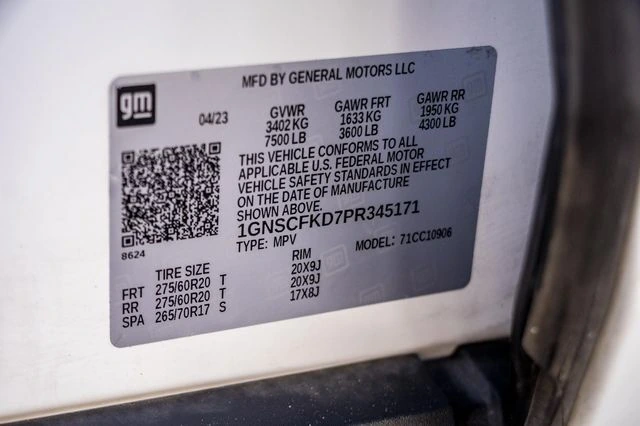 MFD BY GENERAL MOTORS LLC
gm
04/23
GVWR GAWR FRT GAWR RR
3402 KG 1633 KG 1950 KG
7500 LB 3600 LB 4300 LB
THIS VEHICLE CONFORMS TO ALL
APPLICABLE U.S. FEDERAL MOTOR
VEHICLE SAFETY STANDARDS IN EFFECT
ON THE DATE OF MANUFACTURE
SHOWN ABOVE.
1GNSCFKD7PR345171
TYPE: MPV MODEL: 71CC10906
8624
TIRE SIZE RIM
FRT 275/60R20 T 20X9J
RR 275/60R20 T 20X9J
SPA 265/70R17 S 17X8J